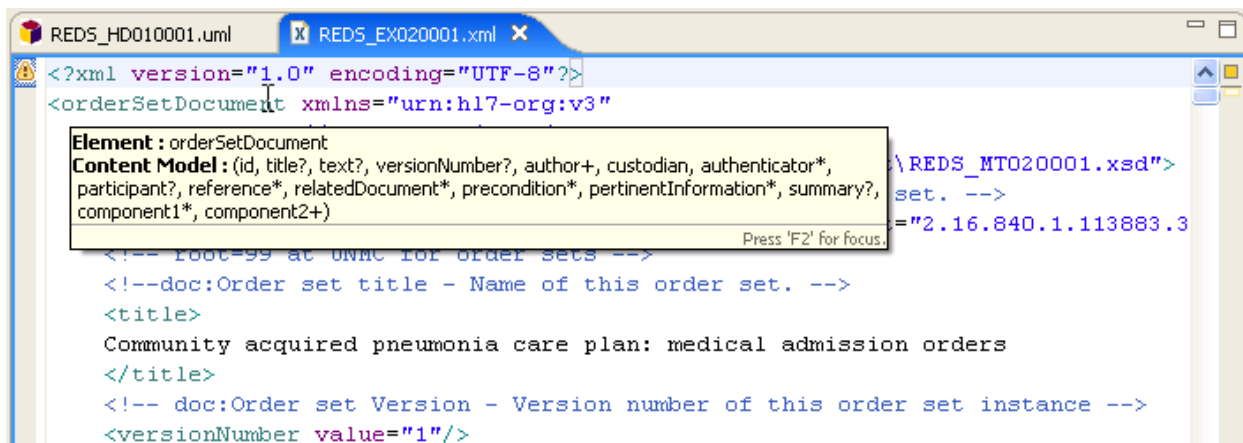 REDS_HD010001.uml REDS_EX020001.xml
<?xml version="1.0" encoding="UTF-8"?>
<orderSetDocument xmlns="urn:hl7-org:v3"
Element : orderSetDocument
Content Model : (id, title?, text?, versionNumber?, author+, custodian, authenticator*,
participant?, reference*, relatedDocument*, precondition*, pertinentInformation*, summary?,
component1*, component2+)
Press 'F2' for focus.
\REDS_MT020001.xsd">
set. -->
="2.16.840.1.113883.3
<!-- root=99 at UNMC for order sets -->
<!--doc:Order set title - Name of this order set. -->
<title>
Community acquired pneumonia care plan: medical admission orders
</title>
<!-- doc:Order set Version - Version number of this order set instance -->
<versionNumber value="1"/>